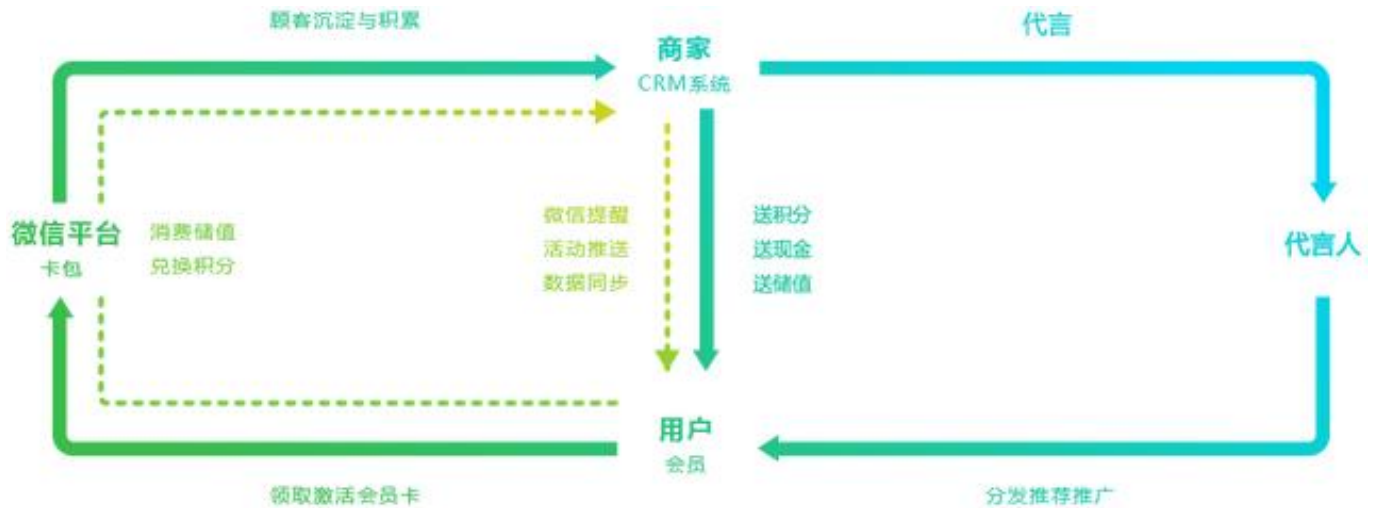 顾客沉淀与积累
代言
商家
CRM系统
微信平台
卡包
消费储值
兑换积分
微信提醒
活动推送
数据同步
送积分
送现金
送储值
代言人
用户
会员
领取激活会员卡
分发推荐推广